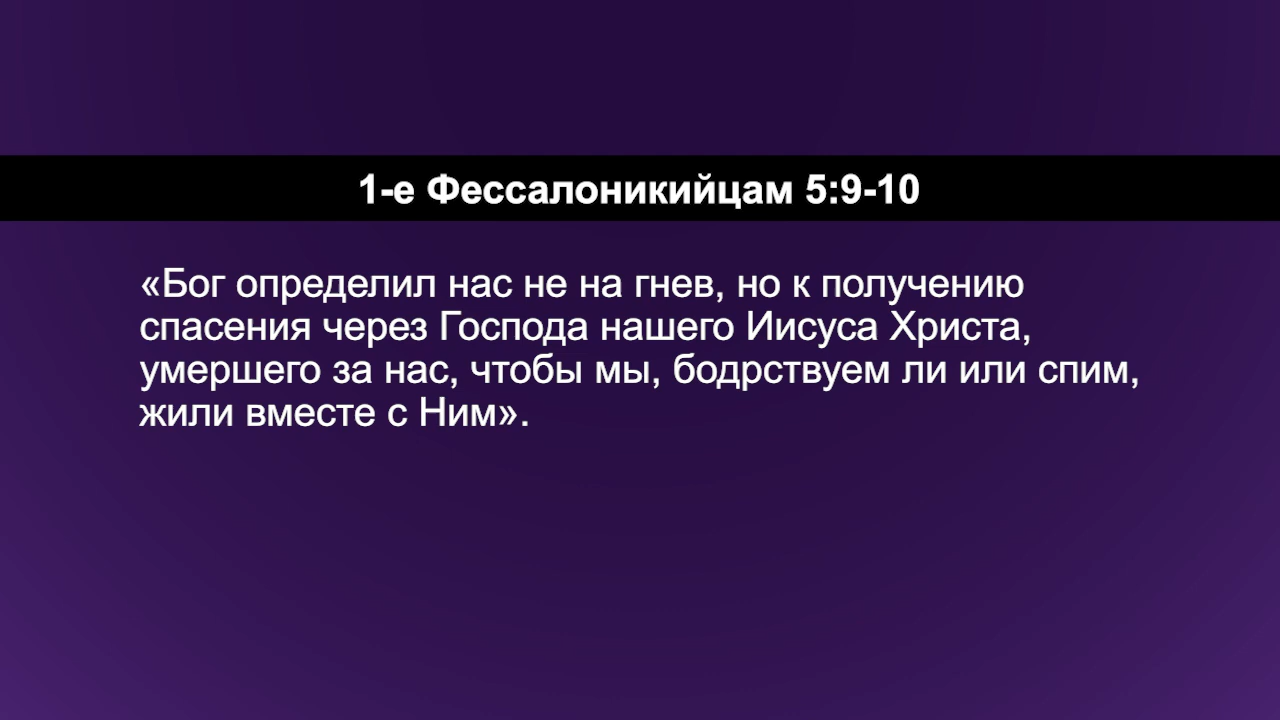 1-е Фессалоникийцам 5:9-10
«Бог определил нас не на гнев, но к получению
спасения через Господа нашего Иисуса Христа,
умершего за нас, чтобы мы, бодрствуем ли или спим,
жили вместе с Ним».